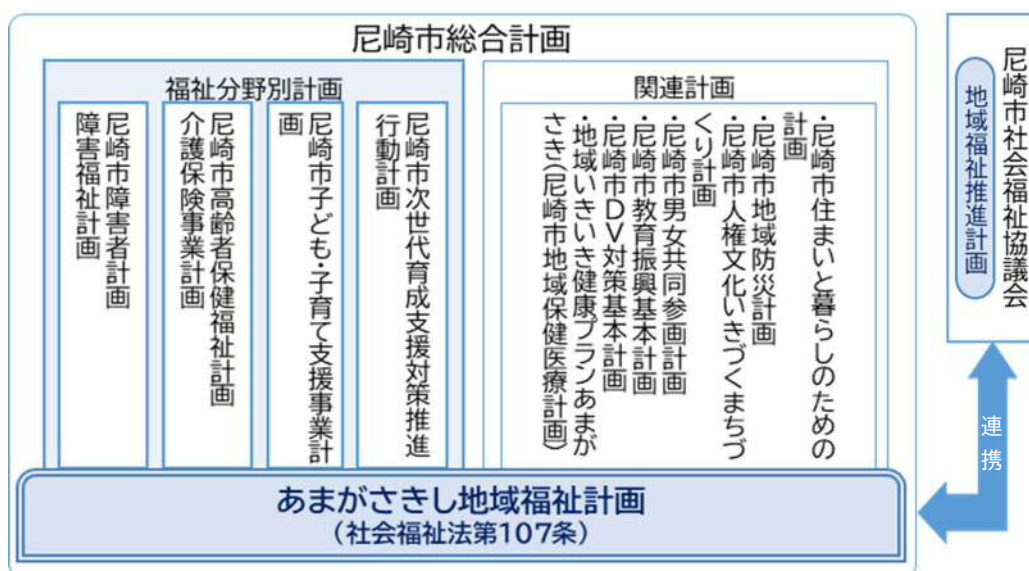 尼崎市総合計画
福祉分野別計画
尼崎市障害者計画
障害福祉計画
尼崎市高齢者保健福祉計画
介護保険事業計画
尼崎市子ども・子育て支援事業計
画
尼崎市次世代育成支援対策推進
行動計画
関連計画
・尼崎市住まいと暮らしのための
計画
・尼崎市地域防災計画
・尼崎市人権文化いきづくまちづ
くり計画
・尼崎市男女共同参画計画
・尼崎市教育振興基本計画
・尼崎市DV対策基本計画
・地域いきいき健康プランあまが
さき(尼崎市地域保健医療計画)
あまがさきし地域福祉計画
(社会福祉法第107条)
尼崎市社会福祉協議会
地域福祉推進計画
連携